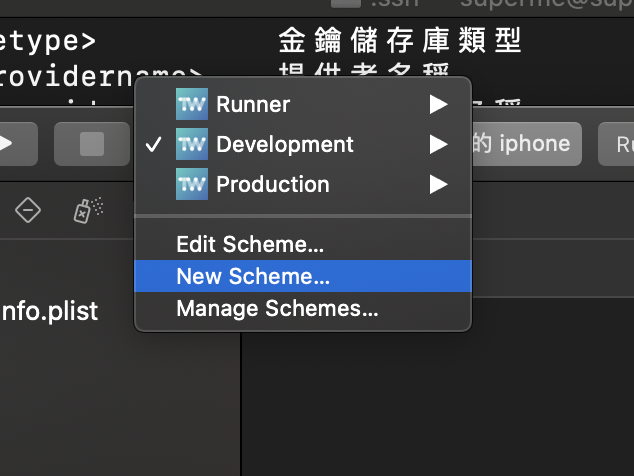 .ssh superme@sup
etype> 金鑰儲存庫類型
rovidername> 提供者名稱
Runner
Development 的 iphone Ru
Production
Edit Scheme...
New Scheme...
nfo.plist Manage Schemes...